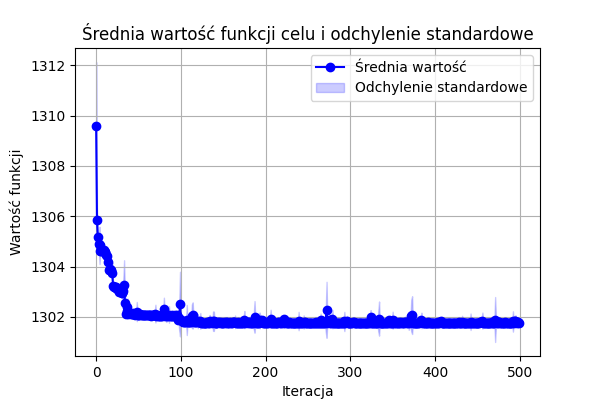 Średnia wartość funkcji celu i odchylenie standardowe
Średnia wartość
Odchylenie standardowe
Wartość funkcji
1312
1310
1308
1306
1304
1302
0
100
200
300
400
500
Iteracja